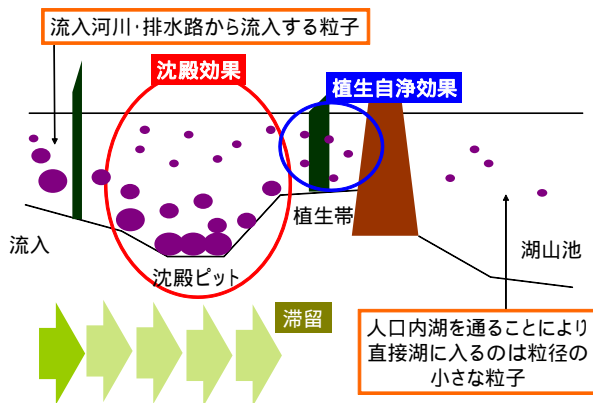 流入河川・排水路から流入する粒子
沈殿効果
植生自浄効果
流入
沈殿ピット
植生帯
湖山池
滞留
人口内湖を通ることにより
直接湖に入るのは粒径の
小さな粒子